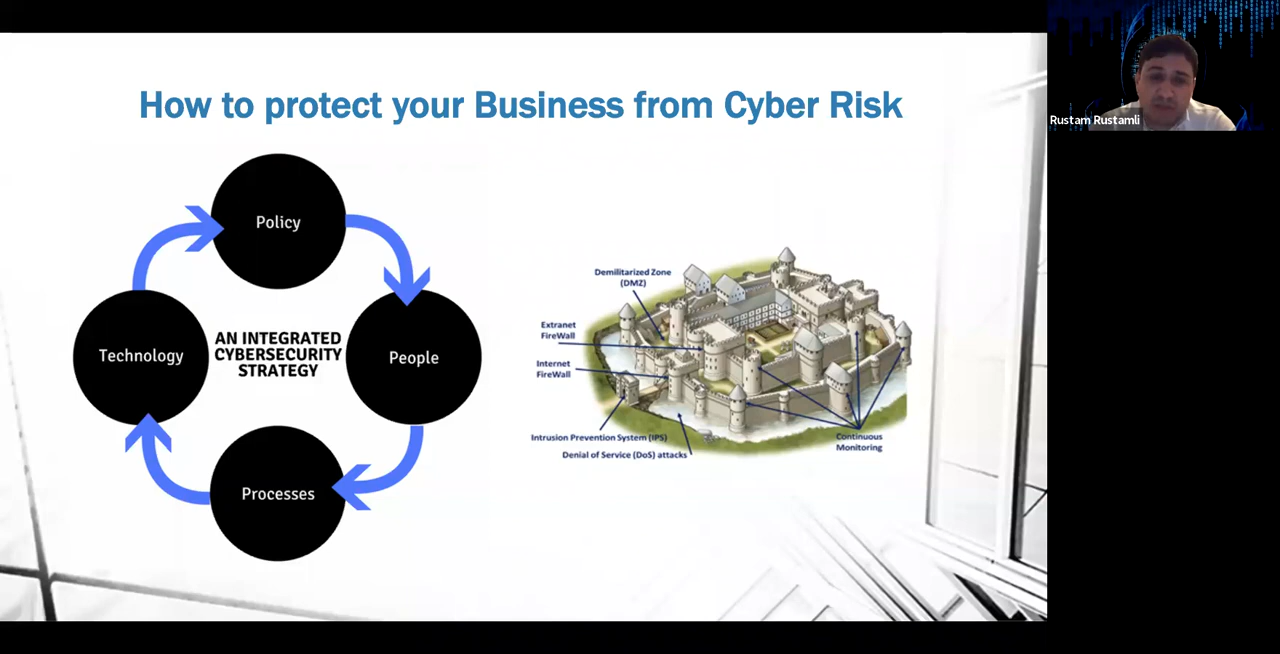 How to protect your Business from Cyber Risk
Policy
Technology
AN INTEGRATED
CYBERSECURITY
STRATEGY
People
Processes
Demilitarized Zone
(DMZ)
Extranet
FireWall
Internet
FireWall
Intrusion Prevention System (IPS)
Denial of Service (DoS) attacks
Continuous
Monitoring
Rustam Rustamli